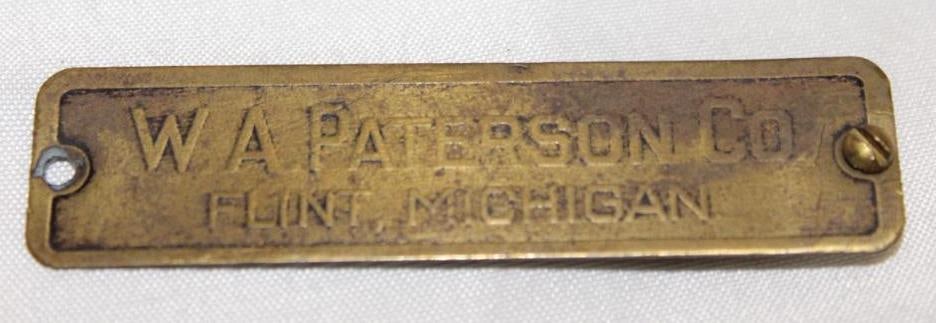 W A PATERSON CO.
FLINT, MICHIGAN